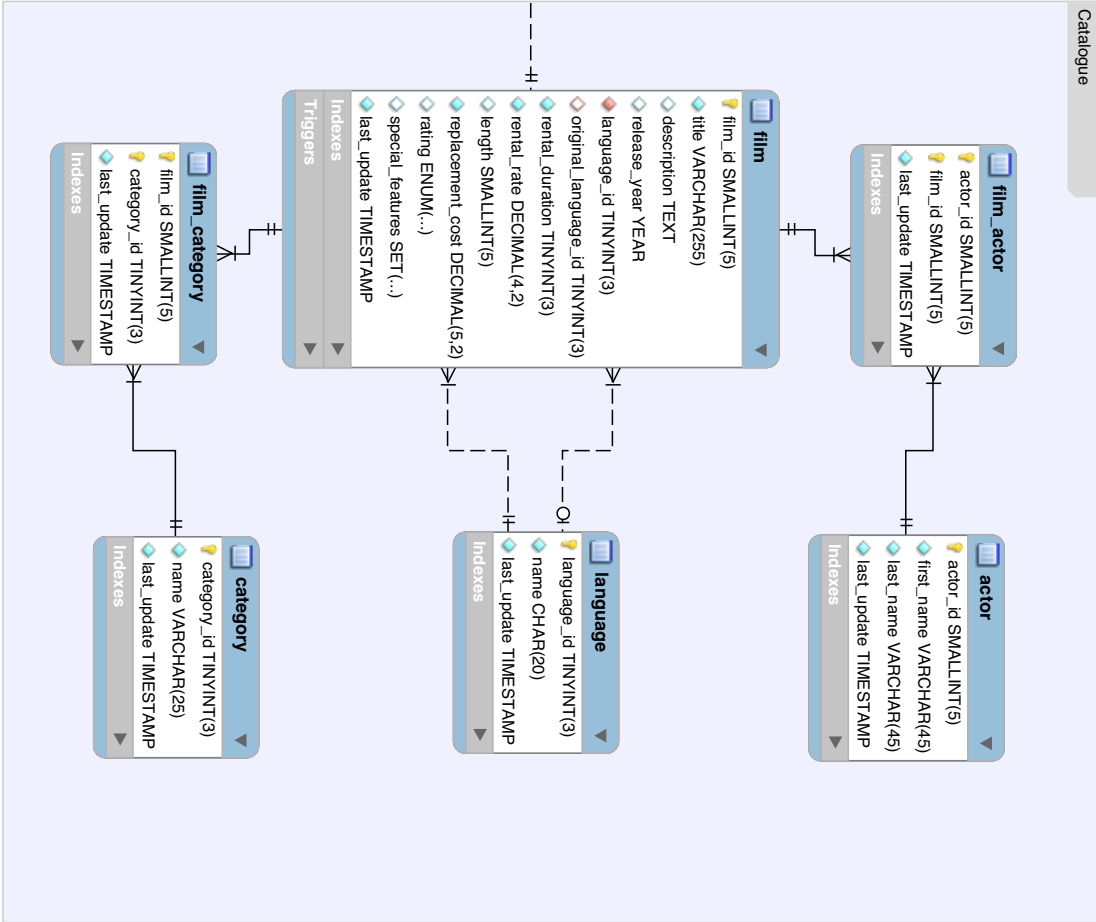 Catalogue
film_actor
actor_id SMALLINT(5)
film_id SMALLINT(5)
last_update TIMESTAMP
Indexes
actor
actor_id SMALLINT(5)
first_name VARCHAR(45)
last_name VARCHAR(45)
last_update TIMESTAMP
Indexes
film
film_id SMALLINT(5)
title VARCHAR(255)
description TEXT
release_year YEAR
language_id TINYINT(3)
original_language_id TINYINT(3)
rental_duration TINYINT(3)
rental_rate DECIMAL(4,2)
length SMALLINT(5)
replacement_cost DECIMAL(5,2)
rating ENUM(...)
special_features SET(...)
last_update TIMESTAMP
Indexes
Triggers
language
language_id TINYINT(3)
name CHAR(20)
last_update TIMESTAMP
Indexes
film_category
film_id SMALLINT(5)
category_id TINYINT(3)
last_update TIMESTAMP
Indexes
category
category_id TINYINT(3)
name VARCHAR(25)
last_update TIMESTAMP
Indexes